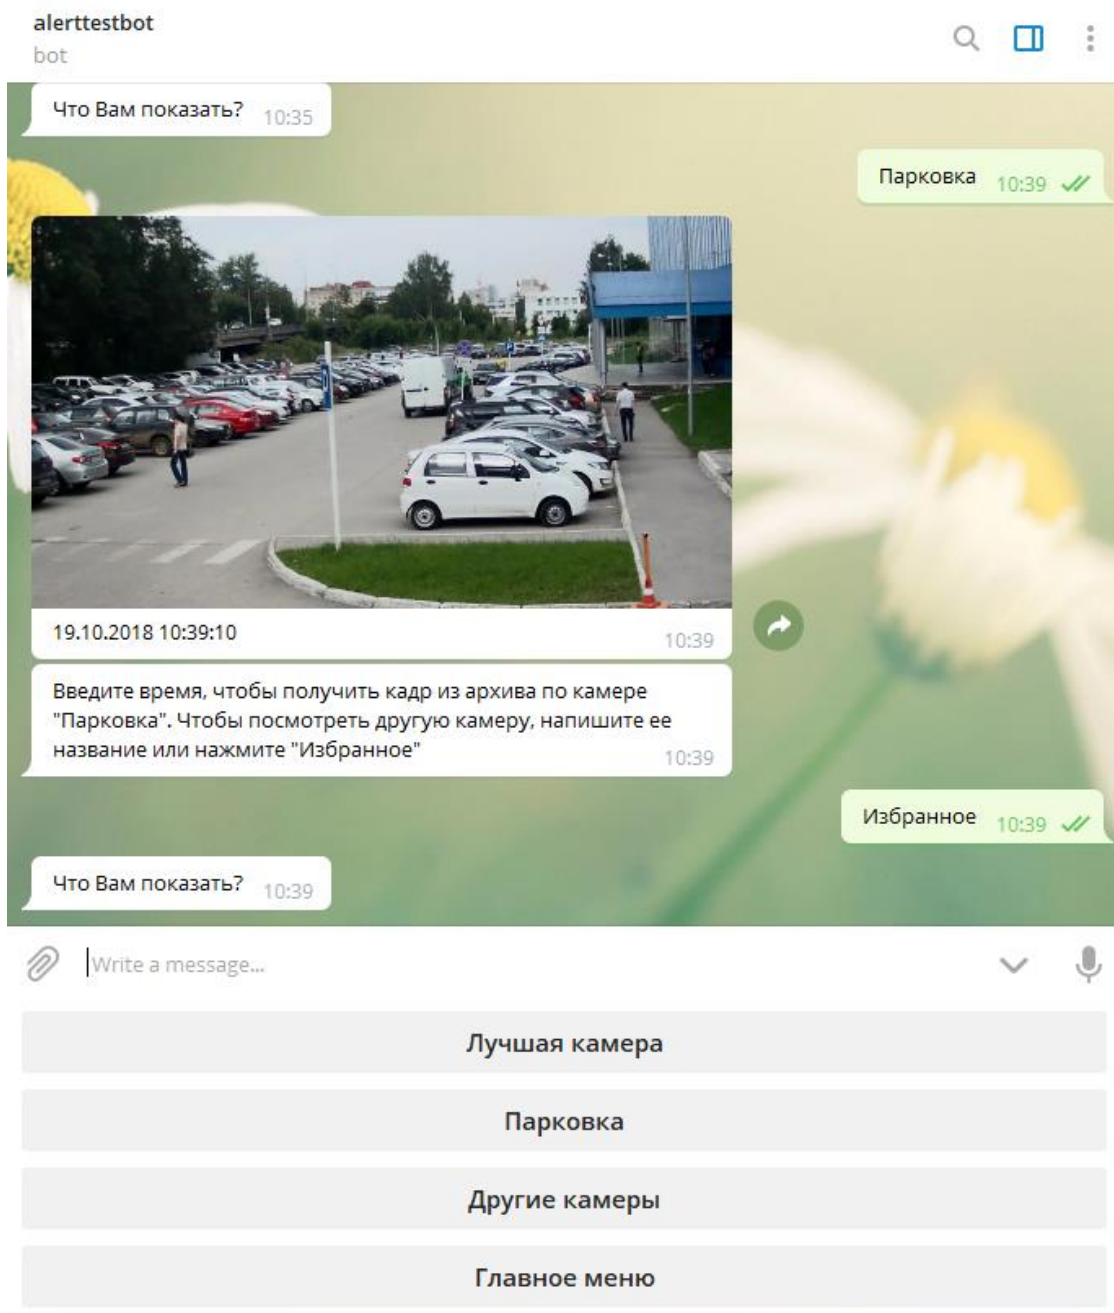 alerttestbot
bot
Что Вам показать? 10:35
Парковка 10:39
19.10.2018 10:39:10
10:39
Введите время, чтобы получить кадр из архива по камере
"Парковка". Чтобы посмотреть другую камеру, напишите ее
название или нажмите "Избранное"
10:39
Избранное 10:39
Что Вам показать? 10:39
Write a message...
Лучшая камера
Парковка
Другие камеры
Главное меню